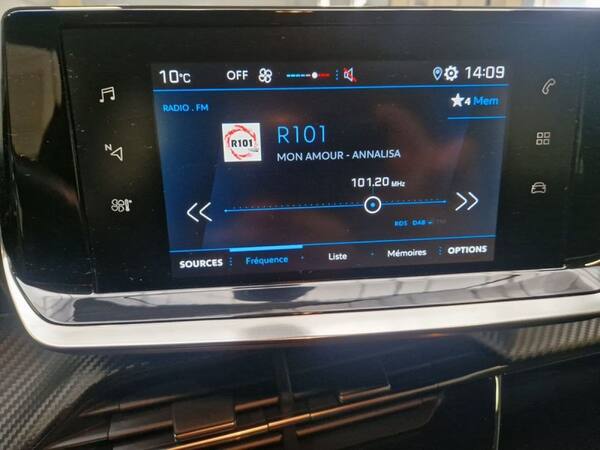 10°C OFF 14:09
RADIO . FM
4 Mem
R101
R101
MON AMOUR - ANNALISA
101.20 MHz
N
RDS DAB
SOURCES Fréquence Liste Mémoires OPTIONS